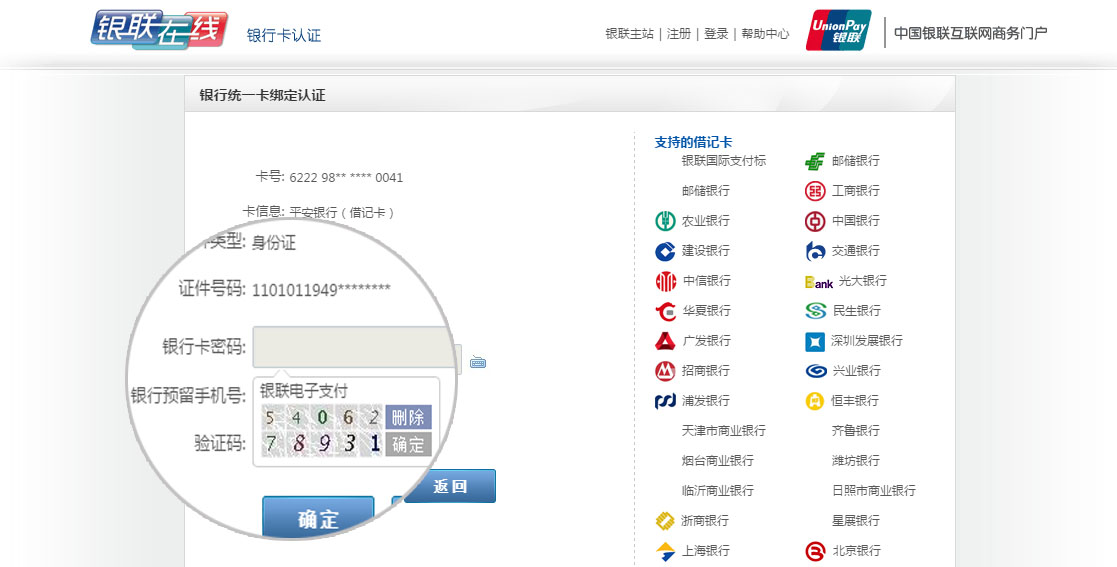 银联在线 银行卡认证
银联主站 | 注册 | 登录 | 帮助中心
UnionPay
银联
中国银联互联网商务门户
银行统一卡绑定认证
卡号: 6222 98** **** 0041
卡信息: 平安银行 ( 借记卡 )
件类型: 身份证
证件号码: 1101011949********
银行卡密码:
银行预留手机号:
银联电子支付
5 4 0 6 2 删除
验证码:
7 8 9 3 1 确定
返回
确定
支持的借记卡
银联国际支付标 邮储银行
邮储银行 工商银行
农业银行 中国银行
建设银行 交通银行
中信银行 Bank 光大银行
华夏银行 民生银行
广发银行 深圳发展银行
招商银行 兴业银行
浦发银行 恒丰银行
天津市商业银行 齐鲁银行
烟台商业银行 潍坊银行
临沂商业银行 日照市商业银行
浙商银行 星展银行
上海银行 北京银行